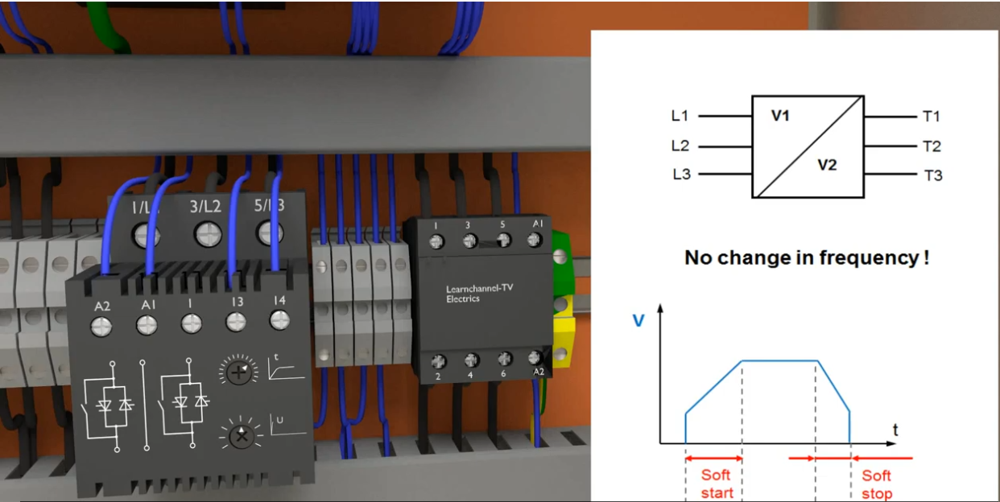 1/L
3/L2
5/L3
A2
A1
1
13
14
t
U
1
3
5
A1
Learnchannel-TV
Electrics
2
4
6
A2
L1
L2
L3
V1
V2
T1
T2
T3
No change in frequency !
V
t
Soft
start
Soft
stop